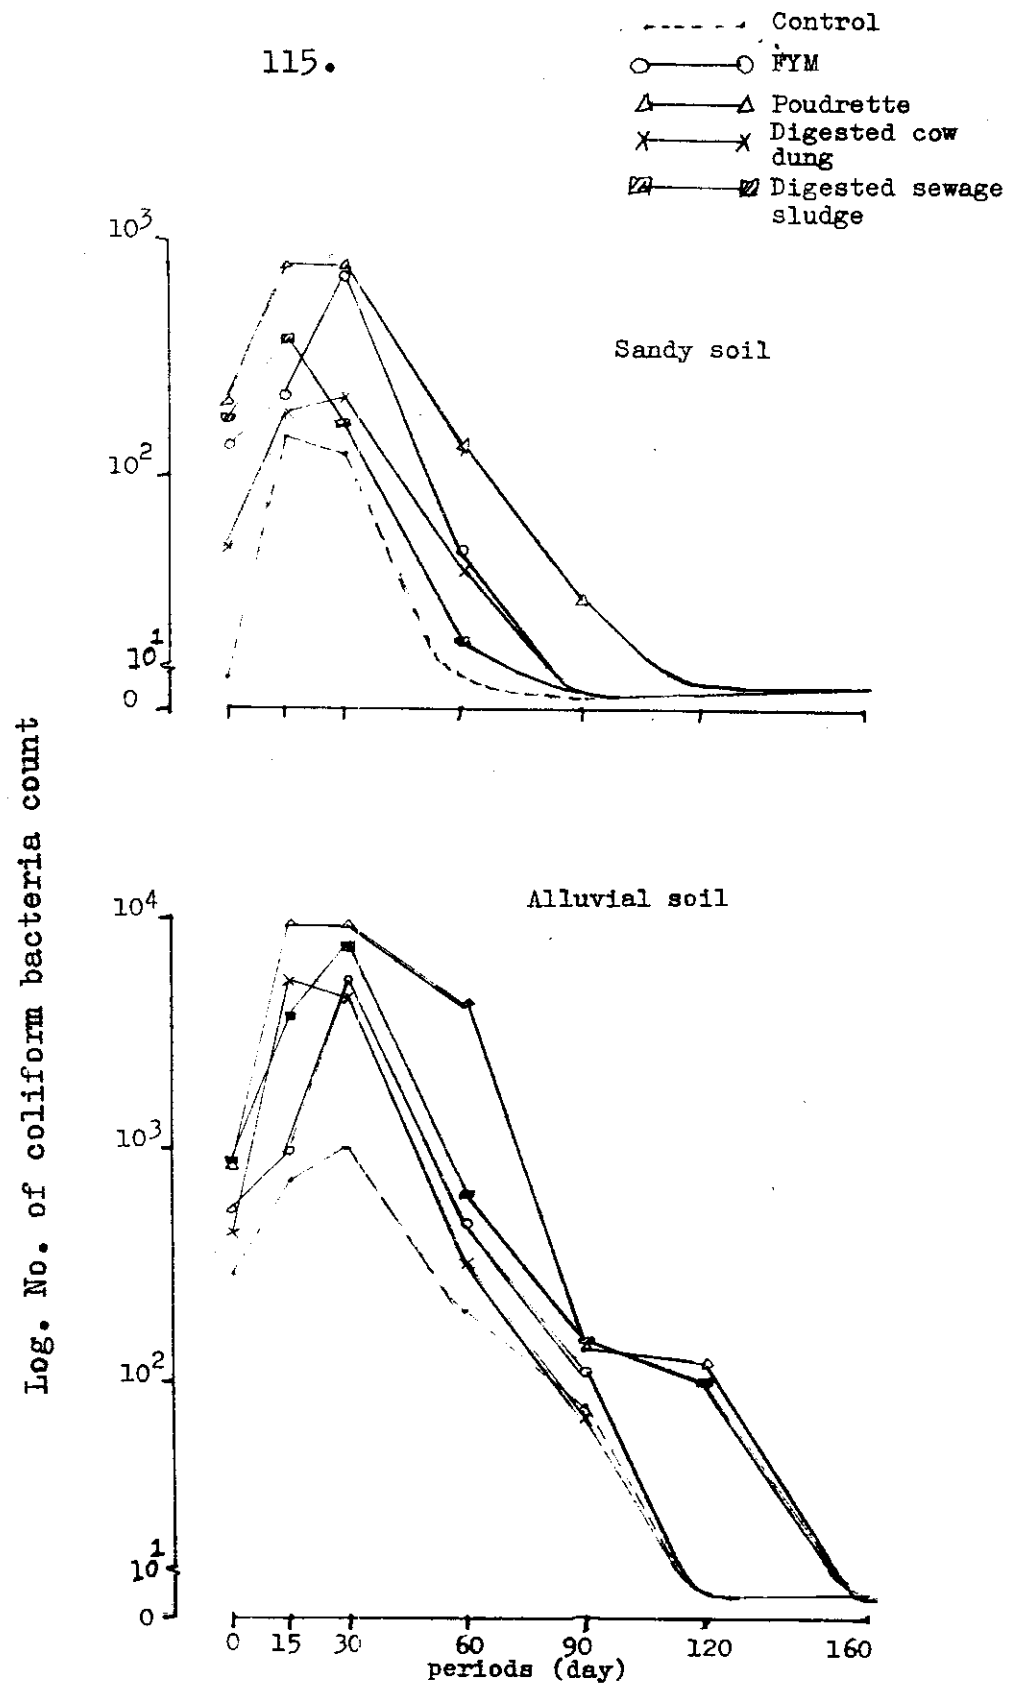 115.
Control
FYM
Poudrette
Digested cow
dung
Digested sewage
sludge
10³
Sandy soil
10²
10¹
0
Log. No. of coliform bacteria count
Alluvial soil
10⁴
10³
10²
10¹
0
0 15 30 60 90 120 160
periods (day)